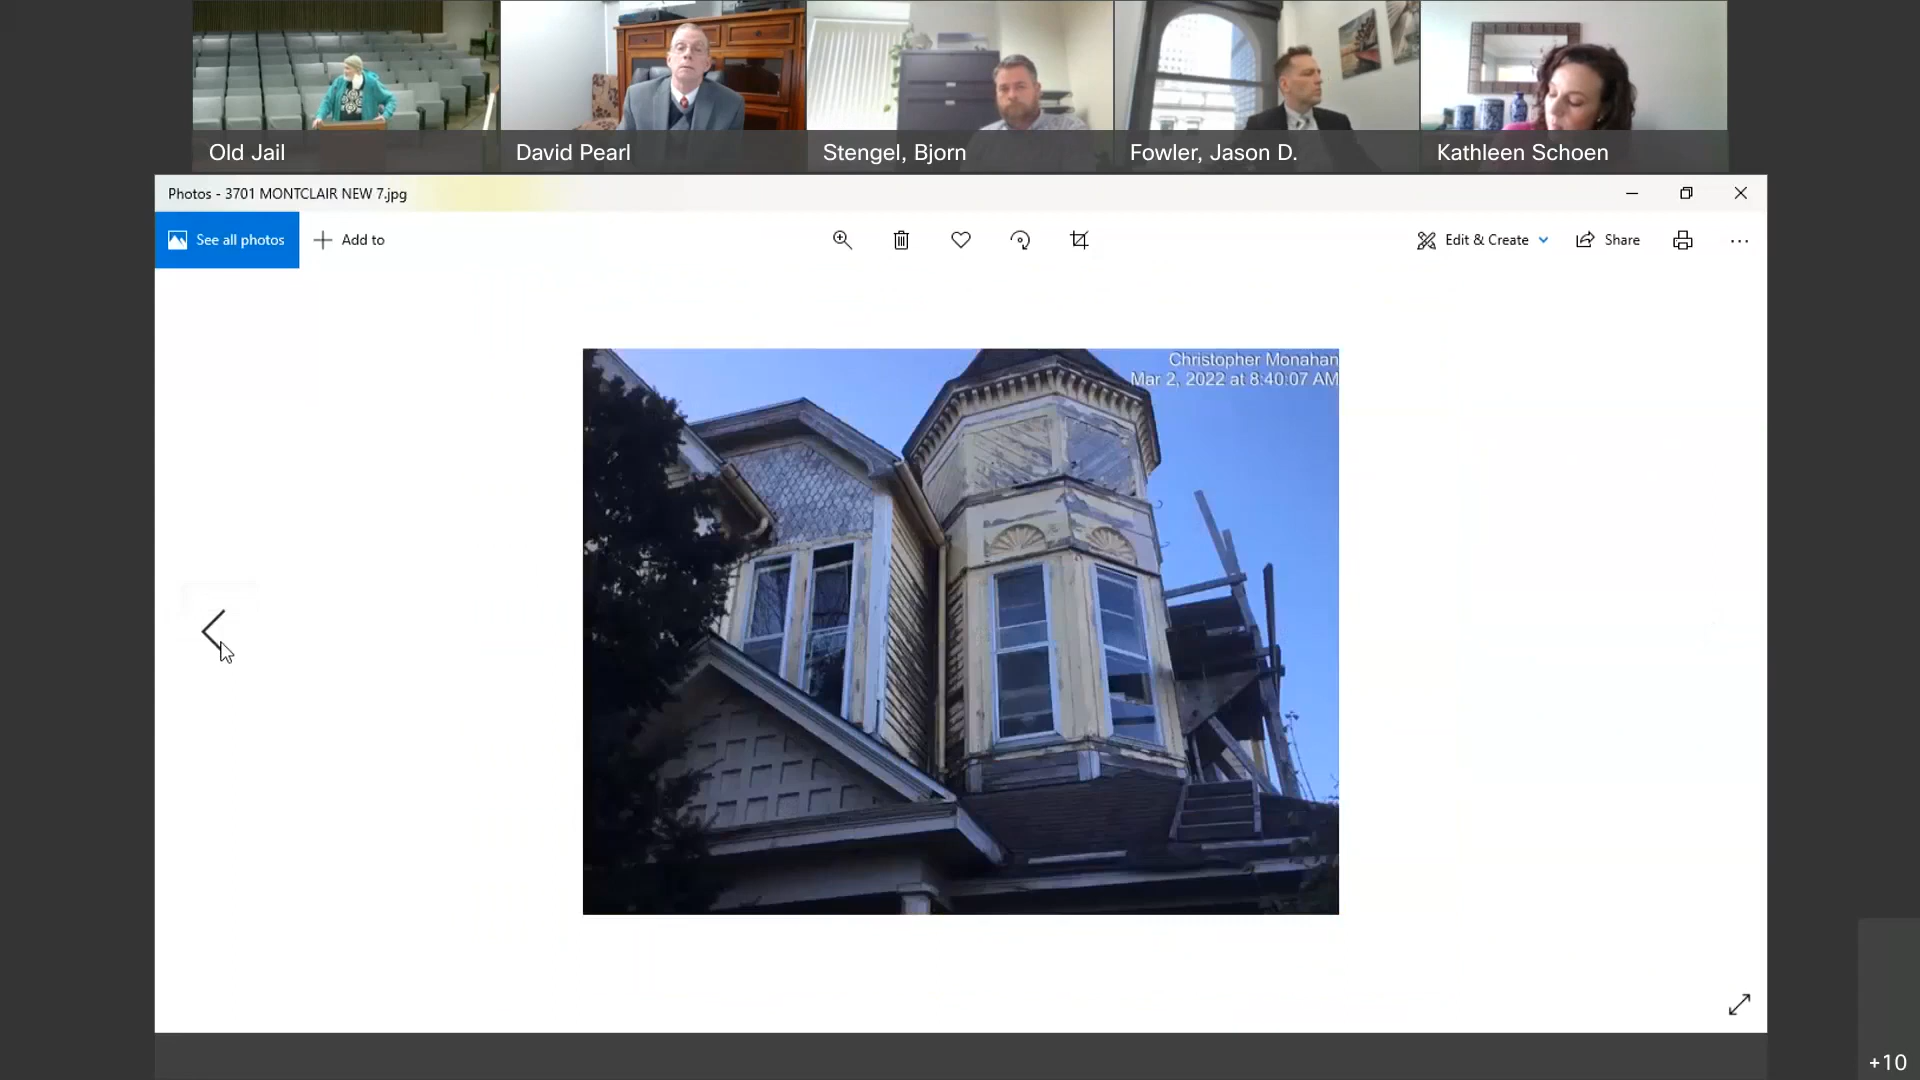 Old Jail
David Pearl
Stengel, Bjorn
Fowler, Jason D.
Kathleen Schoen
Photos - 3701 MONTCLAIR NEW 7.jpg
See all photos
Add to
Edit & Create
Share
Christopher Monahan
Mar 2, 2022 at 8:40:07 AM
+10